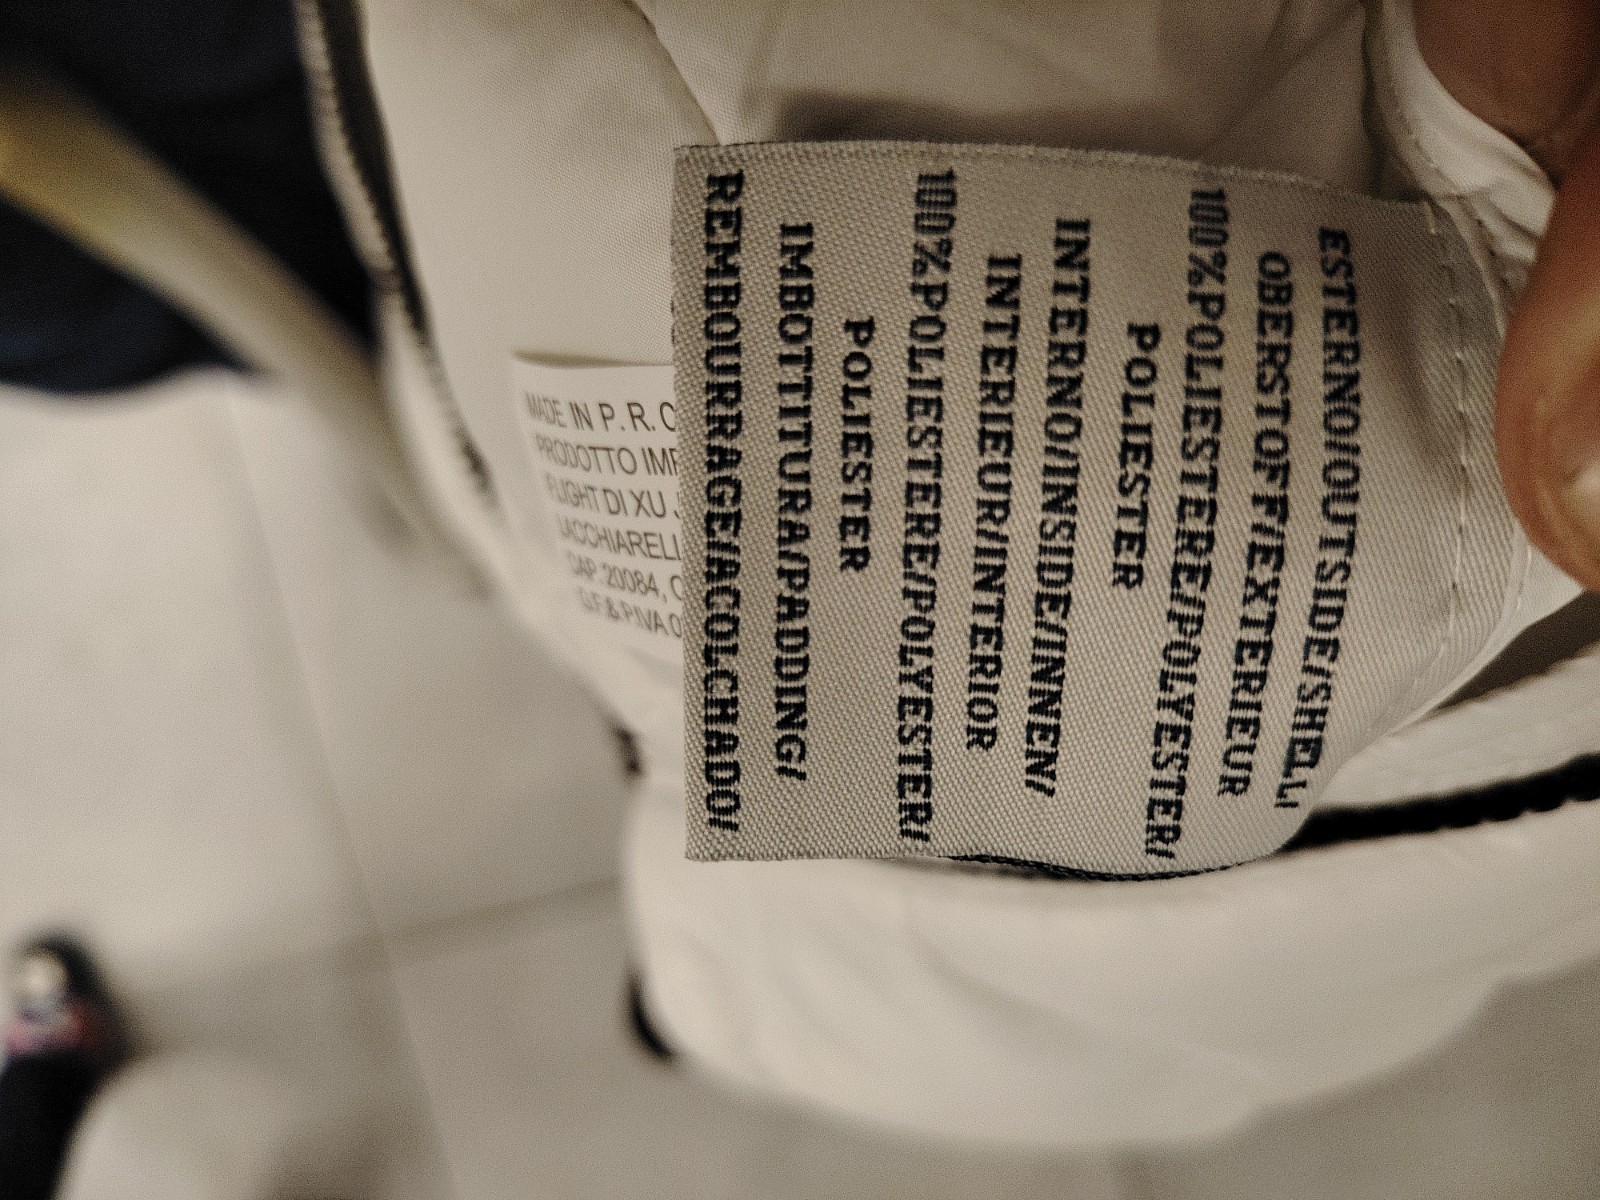 ESTERNO/OUTSIDE/SHELL/
OBERSTOFF/EXTERIEUR
100%POLIESTERE/POLYESTER/
POLIESTER
INTERNO/INSIDE/INNEN/
INTERIEUR/INTERIOR
100%POLIESTERE/POLYESTER/
POLIESTER
IMBOTTITURA/PADDING/
REMBOURRAGE/ACOLCHADO/
MADE IN P.R.C
PRODOTTO IMP
FLIGHT DI XU J
LACCHIARELL
CAP. 20084, C
C.F.& P.IVA 0